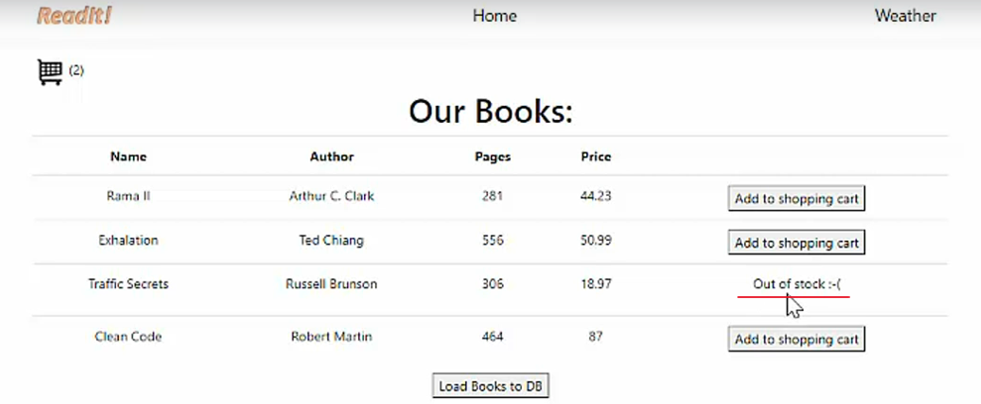 ReadIt! Home Weather
(2)
Our Books:
Name Author Pages Price
Rama II Arthur C. Clark 281 44.23 Add to shopping cart
Exhalation Ted Chiang 556 50.99 Add to shopping cart
Traffic Secrets Russell Brunson 306 18.97 Out of stock :-(
Clean Code Robert Martin 464 87 Add to shopping cart
Load Books to DB